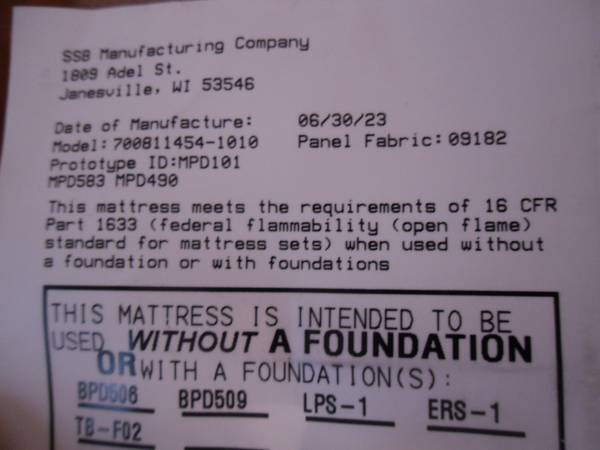 SSB Manufacturing Company
1809 Adel St.
Janesville, WI 53546
Date of Manufacture: 06/30/23
Model: 700811454-1010 Panel Fabric: 09182
Prototype ID:MPD101
MPD583 MPD490
This mattress meets the requirements of 16 CFR
Part 1633 (federal flammability (open flame)
standard for mattress sets) when used without
a foundation or with foundations
THIS MATTRESS IS INTENDED TO BE
USED WITHOUT A FOUNDATION
OR WITH A FOUNDATION(S):
BPD506 BPD509 LPS-1 ERS-1
TB-F02